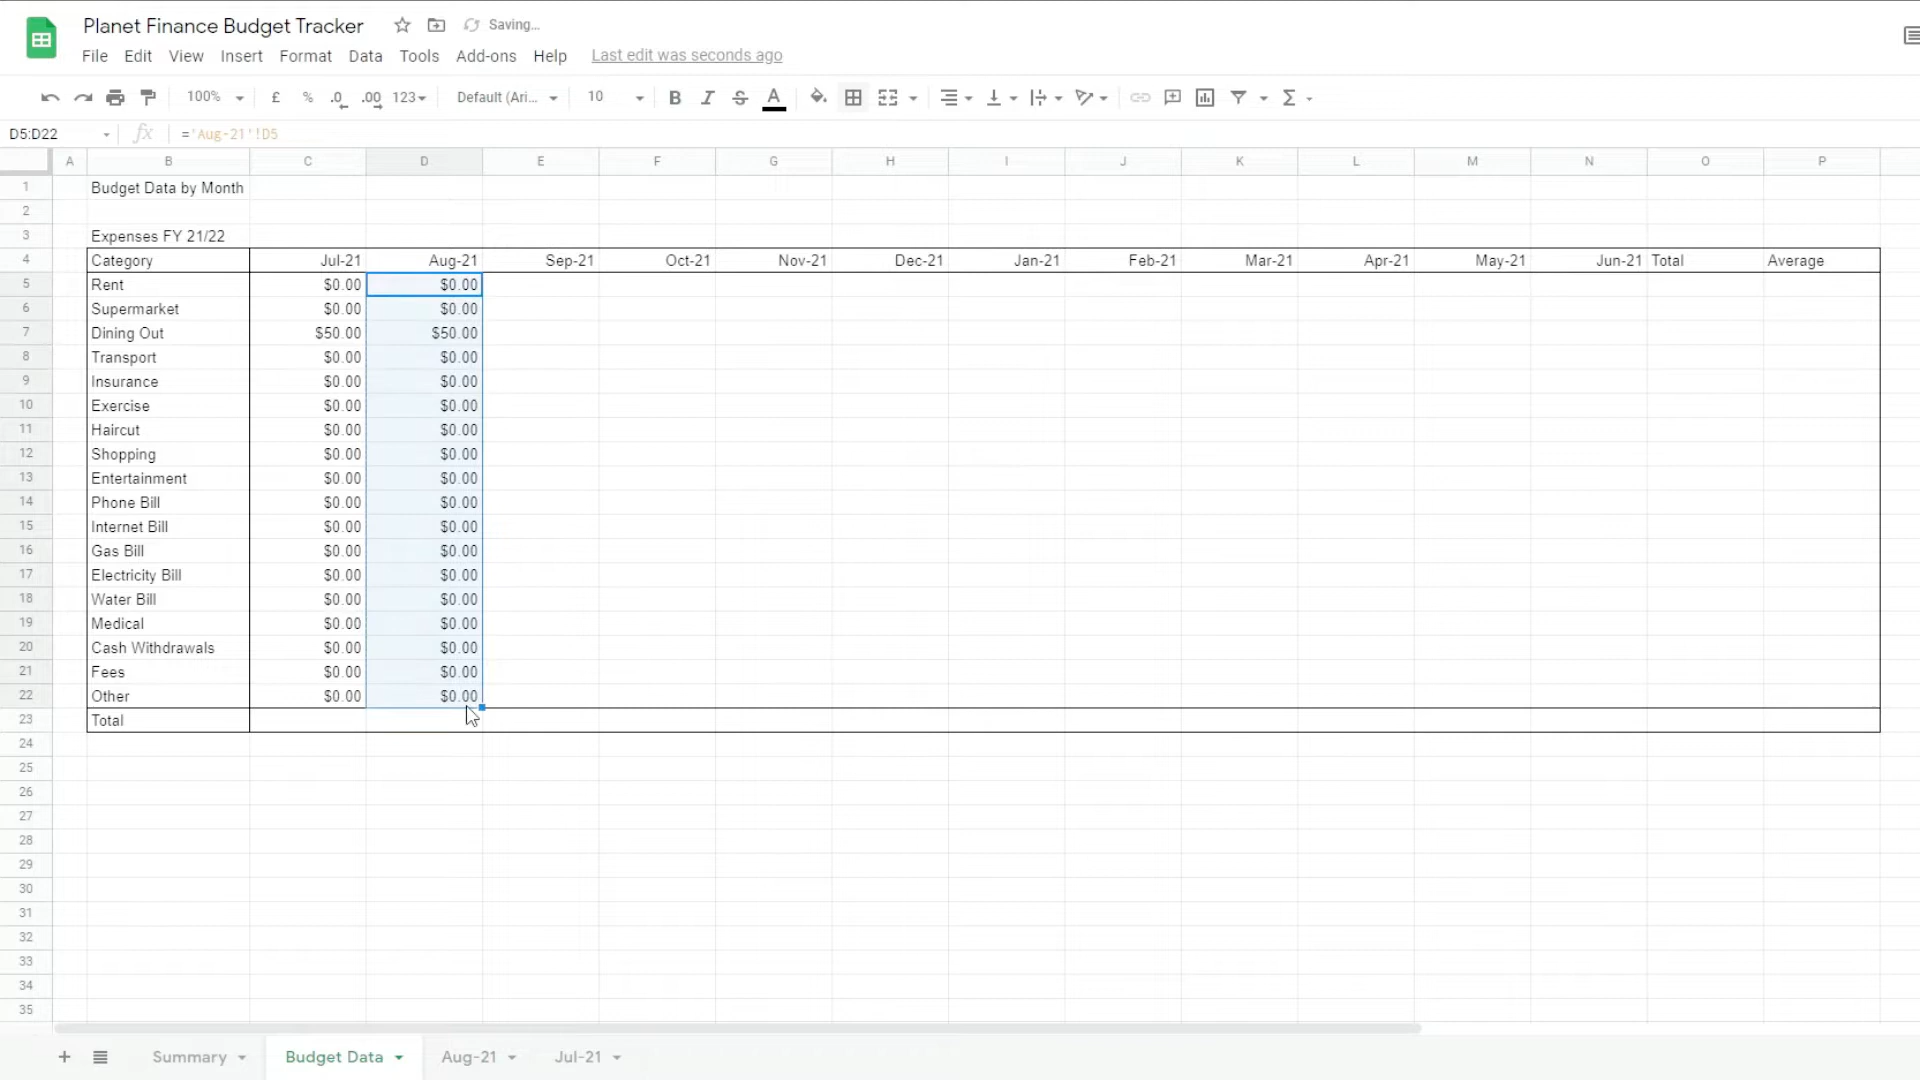 Planet Finance Budget Tracker Saving...
File Edit View Insert Format Data Tools Add-ons Help Last edit was seconds ago
100% £ % .0 .00 123 Default (Ari... 10 B I S A Σ
D5:D22 fx ='Aug-21'!D5
A B C D E F G H I J K L M N O P
1 Budget Data by Month
2
3 Expenses FY 21/22
4 Category Jul-21 Aug-21 Sep-21 Oct-21 Nov-21 Dec-21 Jan-21 Feb-21 Mar-21 Apr-21 May-21 Jun-21 Total Average
5 Rent $0.00 $0.00
6 Supermarket $0.00 $0.00
7 Dining Out $50.00 $50.00
8 Transport $0.00 $0.00
9 Insurance $0.00 $0.00
10 Exercise $0.00 $0.00
11 Haircut $0.00 $0.00
12 Shopping $0.00 $0.00
13 Entertainment $0.00 $0.00
14 Phone Bill $0.00 $0.00
15 Internet Bill $0.00 $0.00
16 Gas Bill $0.00 $0.00
17 Electricity Bill $0.00 $0.00
18 Water Bill $0.00 $0.00
19 Medical $0.00 $0.00
20 Cash Withdrawals $0.00 $0.00
21 Fees $0.00 $0.00
22 Other $0.00 $0.00
23 Total
24
25
26
27
28
29
30
31
32
33
34
35
+ Summary Budget Data Aug-21 Jul-21